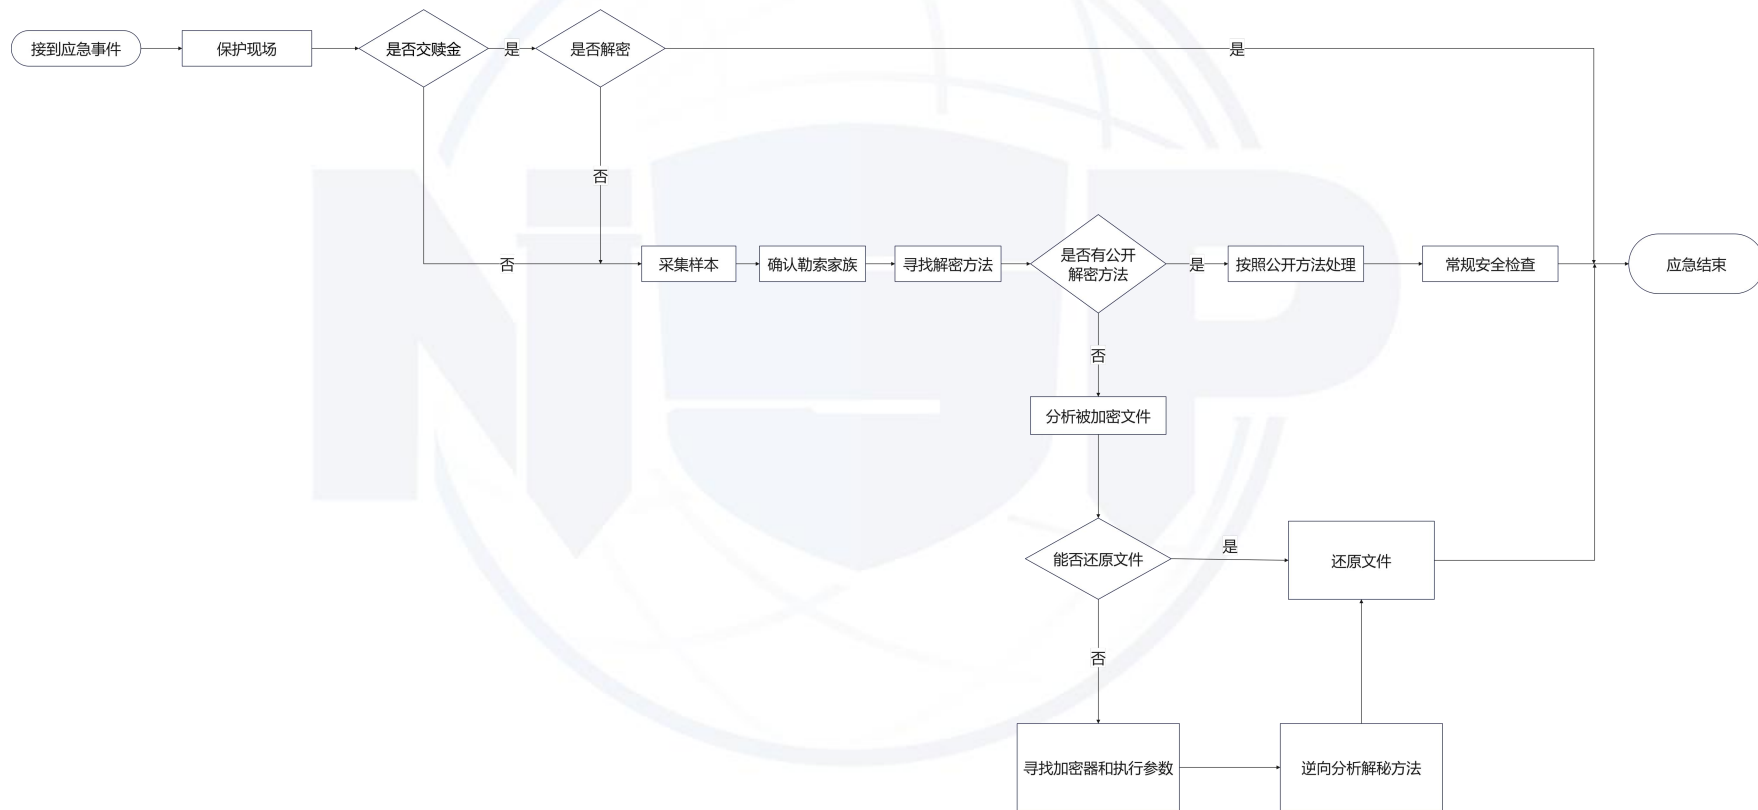 接到应急事件
保护现场
是否交赎金
是
是否解密
是
否
否
采集样本
确认勒索家族
寻找解密方法
是否有公开
解密方法
是
按照公开方法处理
常规安全检查
应急结束
否
分析被加密文件
能否还原文件
是
还原文件
否
寻找加密器和执行参数
逆向分析解秘方法
NISP